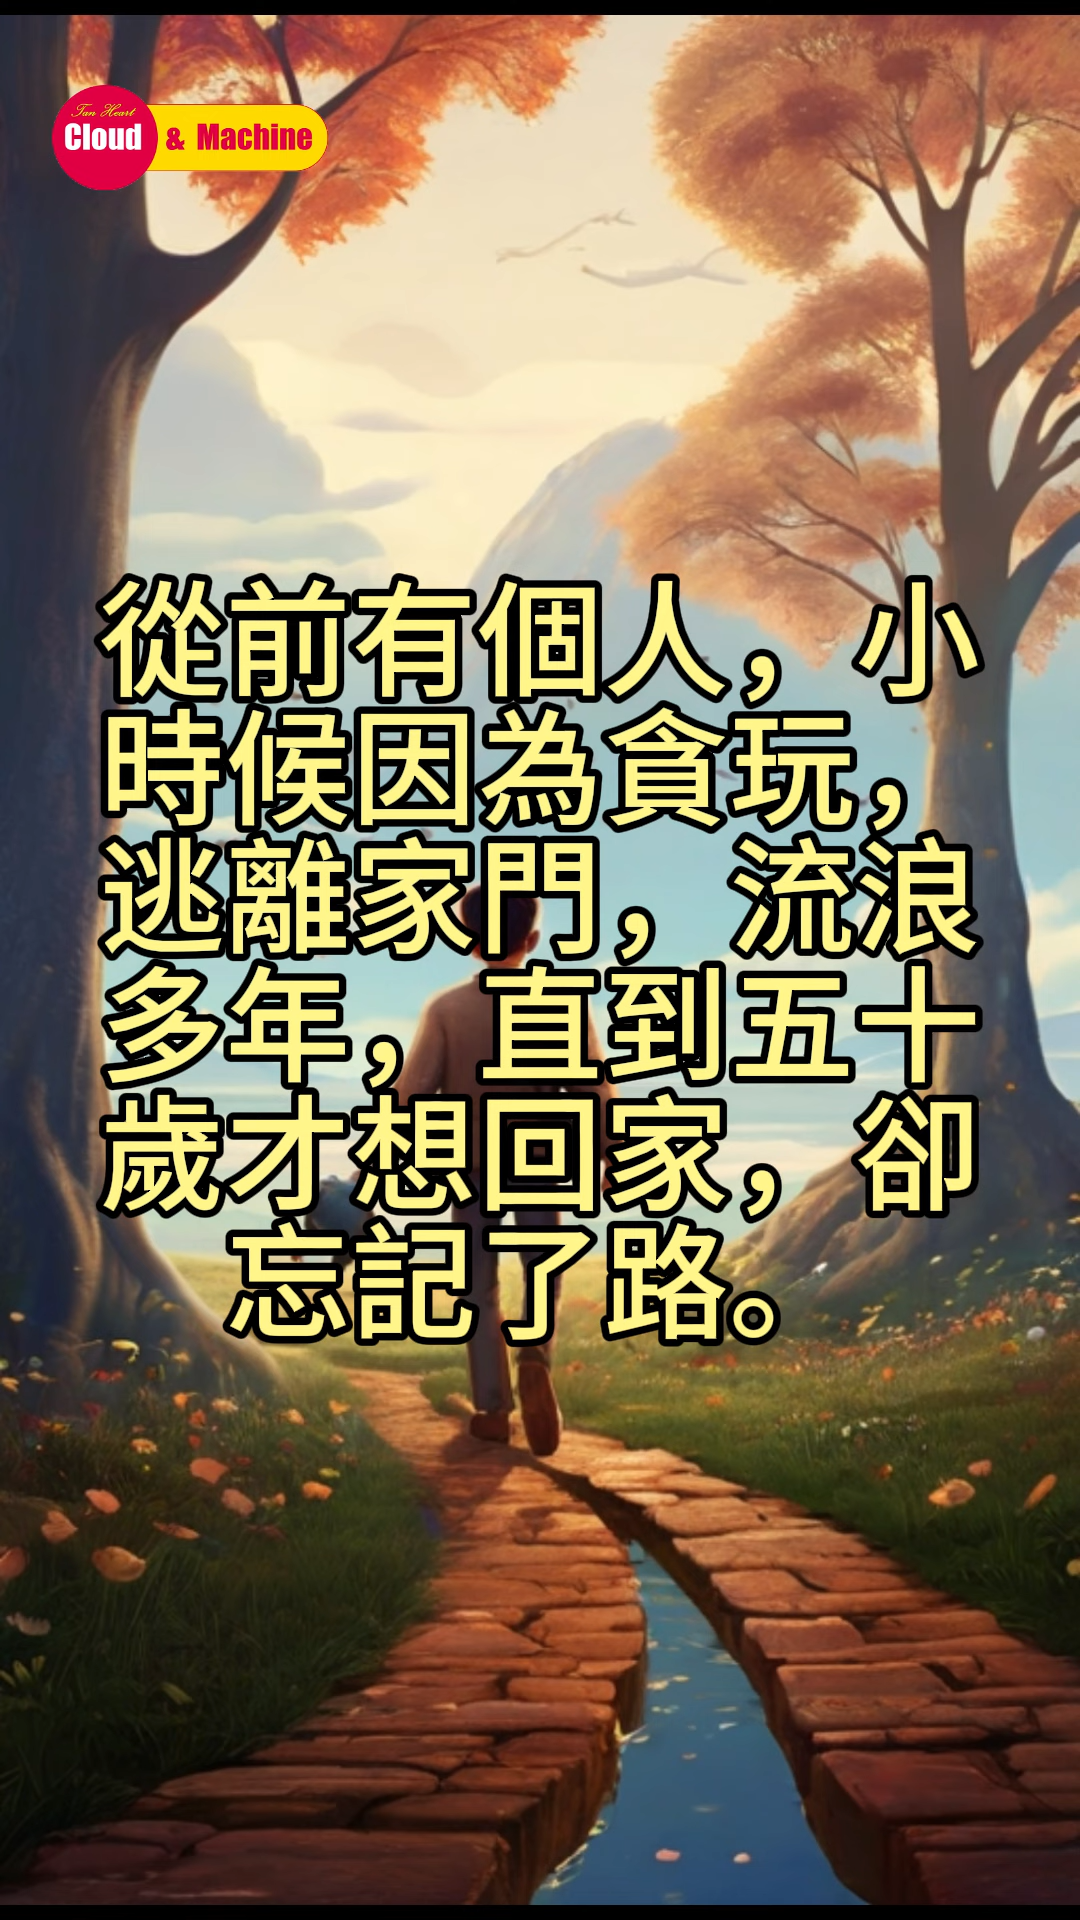 Tan Heart
Cloud & Machine
從前有個人，小
時候因為貪玩，
逃離家門，流浪
多年，直到五十
歲才想回家，卻
忘記了路。